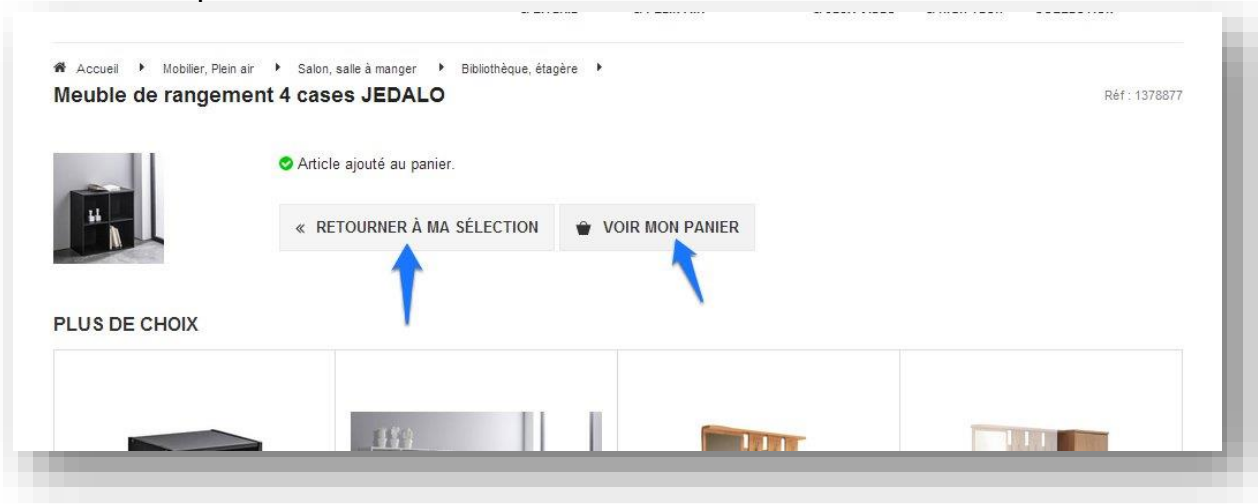 Accueil Mobilier, Plein air Salon, salle à manger Bibliothèque, étagère
Meuble de rangement 4 cases JEDALO
Réf : 1378877
Article ajouté au panier.
« RETOURNER À MA SÉLECTION VOIR MON PANIER
PLUS DE CHOIX